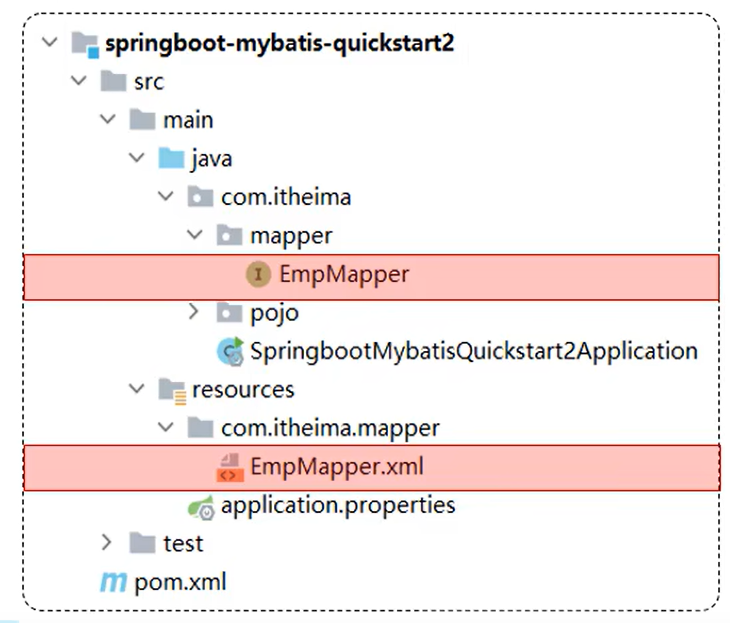 springboot-mybatis-quickstart2
src
main
java
com.itheima
mapper
I EmpMapper
pojo
C SpringbootMybatisQuickstart2Application
resources
com.itheima.mapper
<> EmpMapper.xml
application.properties
test
m pom.xml